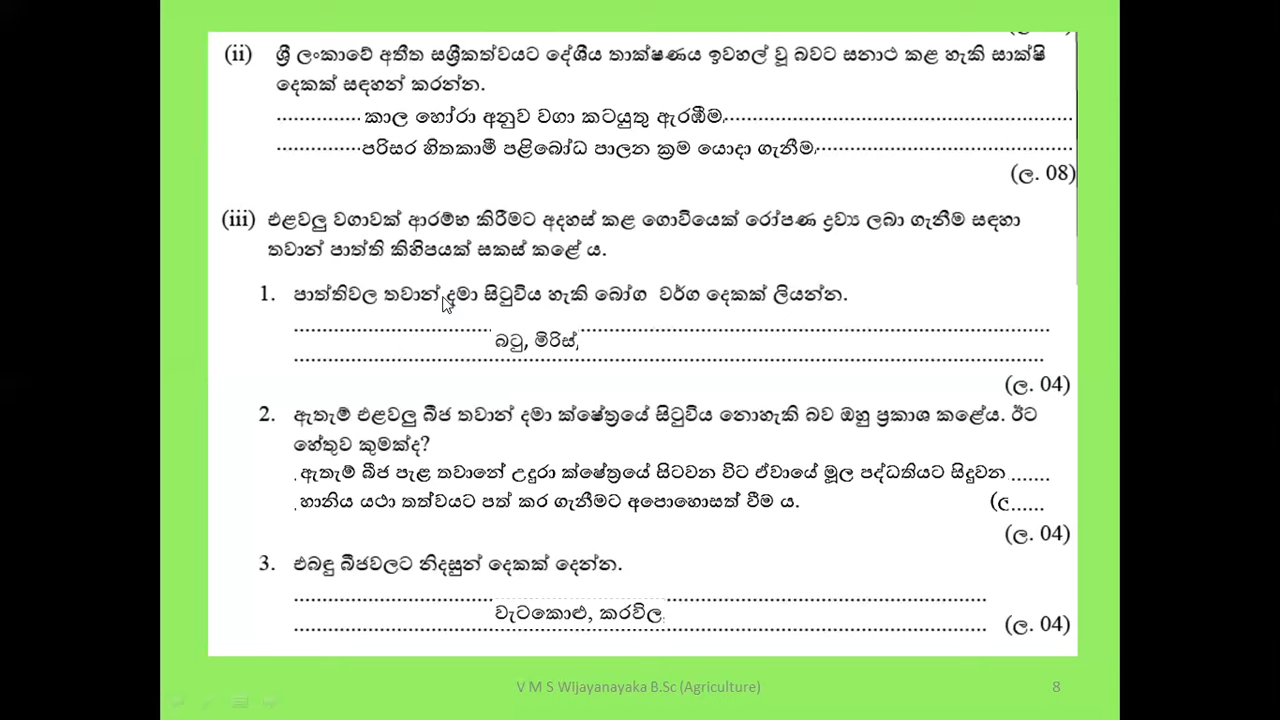 (ii) ශ්‍රී ලංකාවේ අතීත සශ්‍රීකත්වයට දේශීය තාක්ෂණය ඉවහල් වූ බවට සනාථ කළ හැකි සාක්ෂි
දෙකක් සඳහන් කරන්න.
............... කාල හෝරා අනුව වගා කටයුතු ඇරඹීම.......................................................
...............පරිසර හිතකාමී පළිබෝධ පාලන ක්‍රම යොදා ගැනීම........................................
(ල. 08)
(iii) එළවලු වගාවක් ආරම්භ කිරීමට අදහස් කළ ගොවියෙක් රෝපණ ද්‍රව්‍ය ලබා ගැනීම සඳහා
තවාන් පාත්ති කිහිපයක් සකස් කළේ ය.
1. පාත්තිවල තවාන් දමා සිටුවිය හැකි බෝග වර්ග දෙකක් ලියන්න.
බටු, මිරිස්
(ල. 04)
2. ඇතැම් එළවලු බීජ තවාන් දමා ක්ෂේත්‍රයේ සිටුවිය නොහැකි බව ඔහු ප්‍රකාශ කළේය. ඊට
හේතුව කුමක්ද?
ඇතැම් බීජ පැළ තවානේ උදුරා ක්ෂේත්‍රයේ සිටවන විට ඒවායේ මූල පද්ධතියට සිදුවන .......
හානිය යථා තත්වයට පත් කර ගැනීමට අපොහොසත් වීම ය.
(ල. 04)
3. එබඳු බීජවලට නිදසුන් දෙකක් දෙන්න.
වැටකොළු, කරවිල
(ල. 04)
V M S Wijayanayaka B.Sc (Agriculture) 8